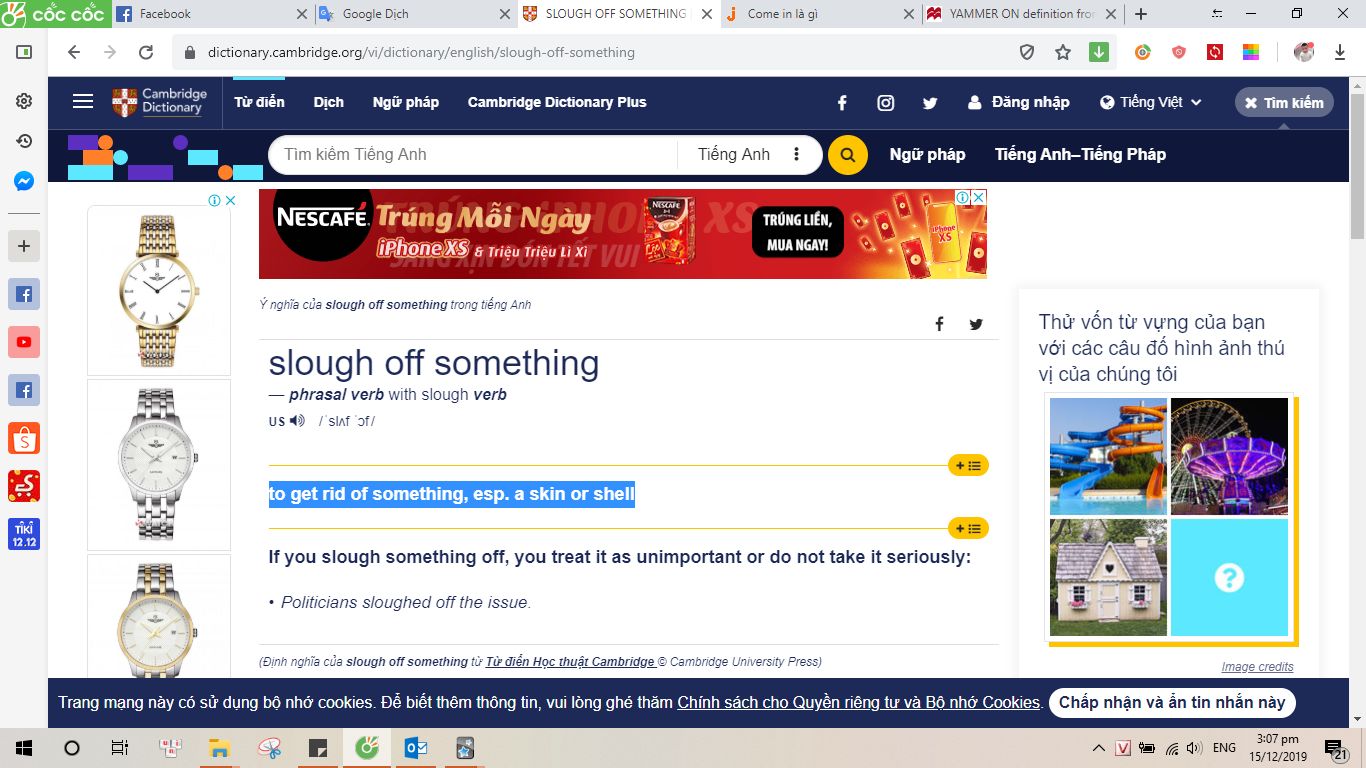 cốc cốc
Facebook
Google Dịch
SLOUGH OFF SOMETHING
Come in là gì
YAMMER ON definition fro
dictionary.cambridge.org/vi/dictionary/english/slough-off-something
Cambridge
Dictionary
Từ điển
Dịch
Ngữ pháp
Cambridge Dictionary Plus
Đăng nhập
Tiếng Việt
Tìm kiếm
Tìm kiếm Tiếng Anh
Tiếng Anh
Ngữ pháp
Tiếng Anh–Tiếng Pháp
NESCAFÉ
Trúng Mỗi Ngày
iPhone XS & Triệu Triệu Lì Xì
NESCAFÉ
TRÚNG LIỀN,
MUA NGAY!
iPhone
XS
Ý nghĩa của slough off something trong tiếng Anh
slough off something
— phrasal verb with slough verb
US /ˈslʌf ˈɔf/
to get rid of something, esp. a skin or shell
If you slough something off, you treat it as unimportant or do not take it seriously:
• Politicians sloughed off the issue.
(Định nghĩa của slough off something từ Từ điển Học thuật Cambridge © Cambridge University Press)
Thử vốn từ vựng của bạn
với các câu đố hình ảnh thú
vị của chúng tôi
?
Image credits
TIKI
12.12
Trang mạng này có sử dụng bộ nhớ cookies. Để biết thêm thông tin, vui lòng ghé thăm Chính sách cho Quyền riêng tư và Bộ nhớ Cookies.
Chấp nhận và ẩn tin nhắn này
ENG
3:07 pm
15/12/2019
21